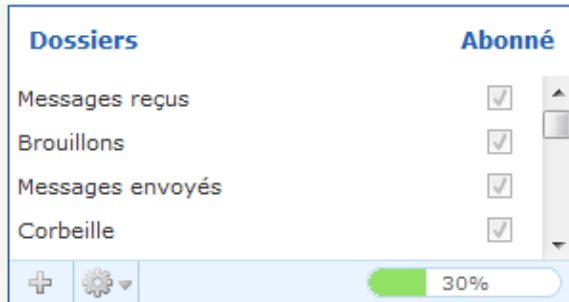 Dossiers Abonné
Messages reçus
Brouillons
Messages envoyés
Corbeille
30%